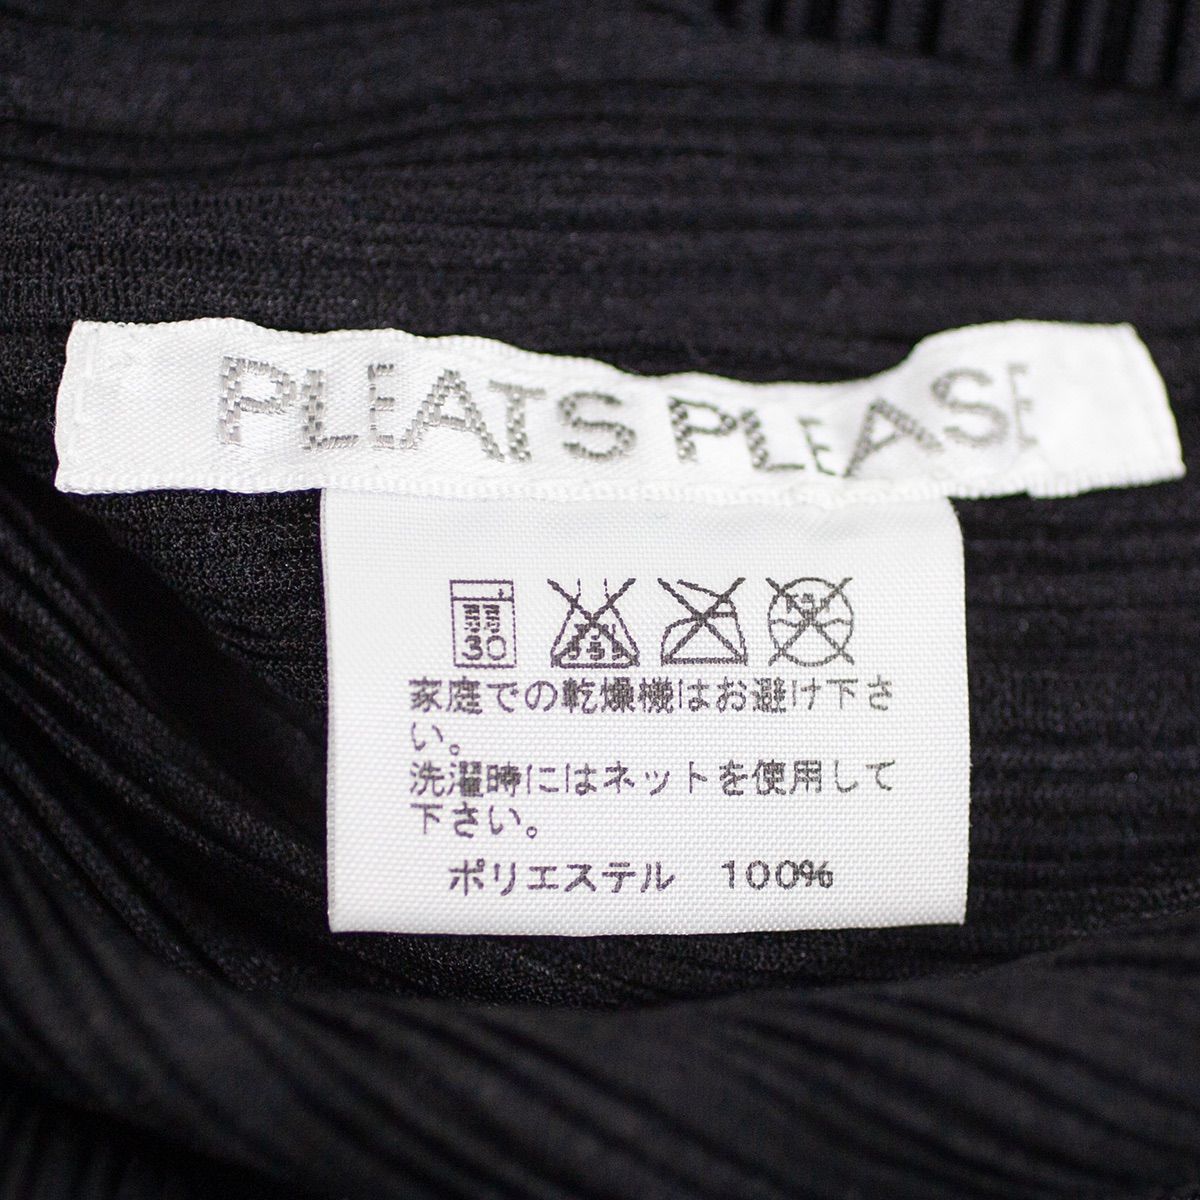 PLEATS PLEASE
30
家庭での乾燥機はお避け下さ
い。
洗濯時にはネットを使用して
下さい。
ポリエステル 100%